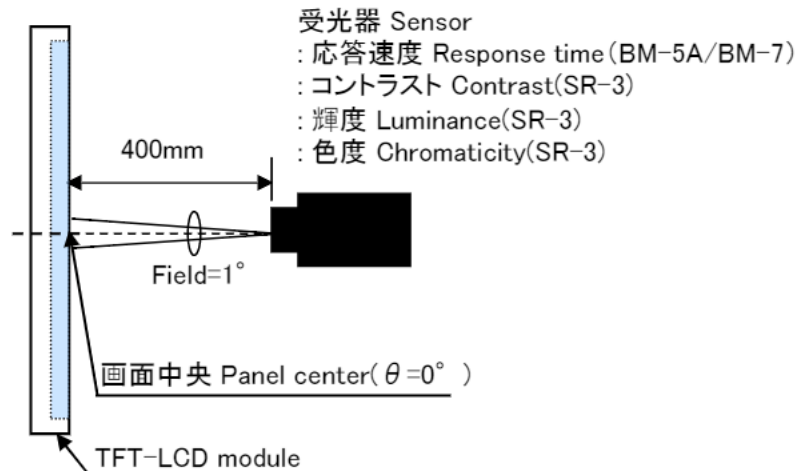 受光器 Sensor
: 応答速度 Response time(BM-5A/BM-7)
: コントラスト Contrast(SR-3)
: 輝度 Luminance(SR-3)
: 色度 Chromaticity(SR-3)
400mm
Field=1°
画面中央 Panel center(θ=0° )
TFT-LCD module